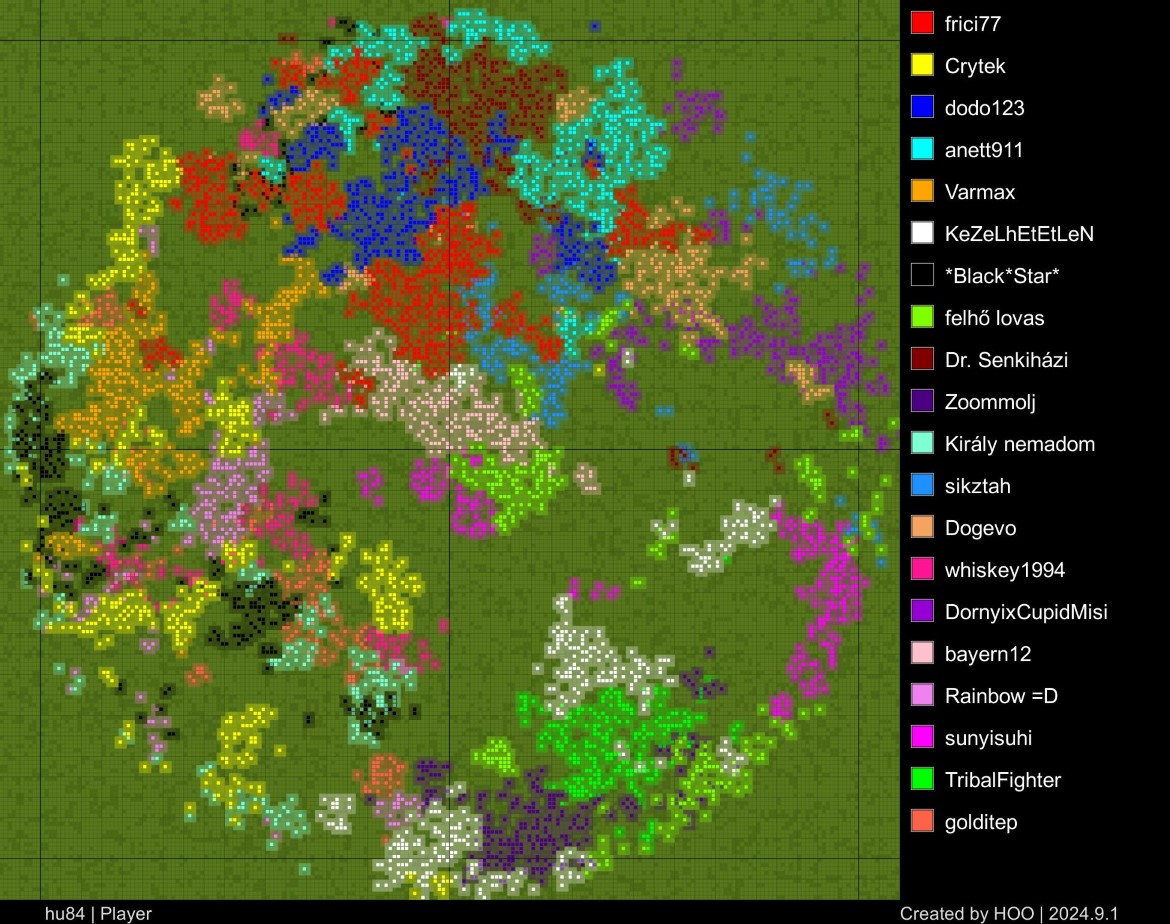 frici77
Crytek
dodo123
anett911
Varmax
KeZeLhEtEtLeN
*Black*Star*
felhő lovas
Dr. Senkiházi
Zoommolj
Király nemadom
sikztah
Dogevo
whiskey1994
DornyixCupidMisi
bayern12
Rainbow =D
sunyisuhi
TribalFighter
golditep
hu84 | Player
Created by HOO | 2024.9.1